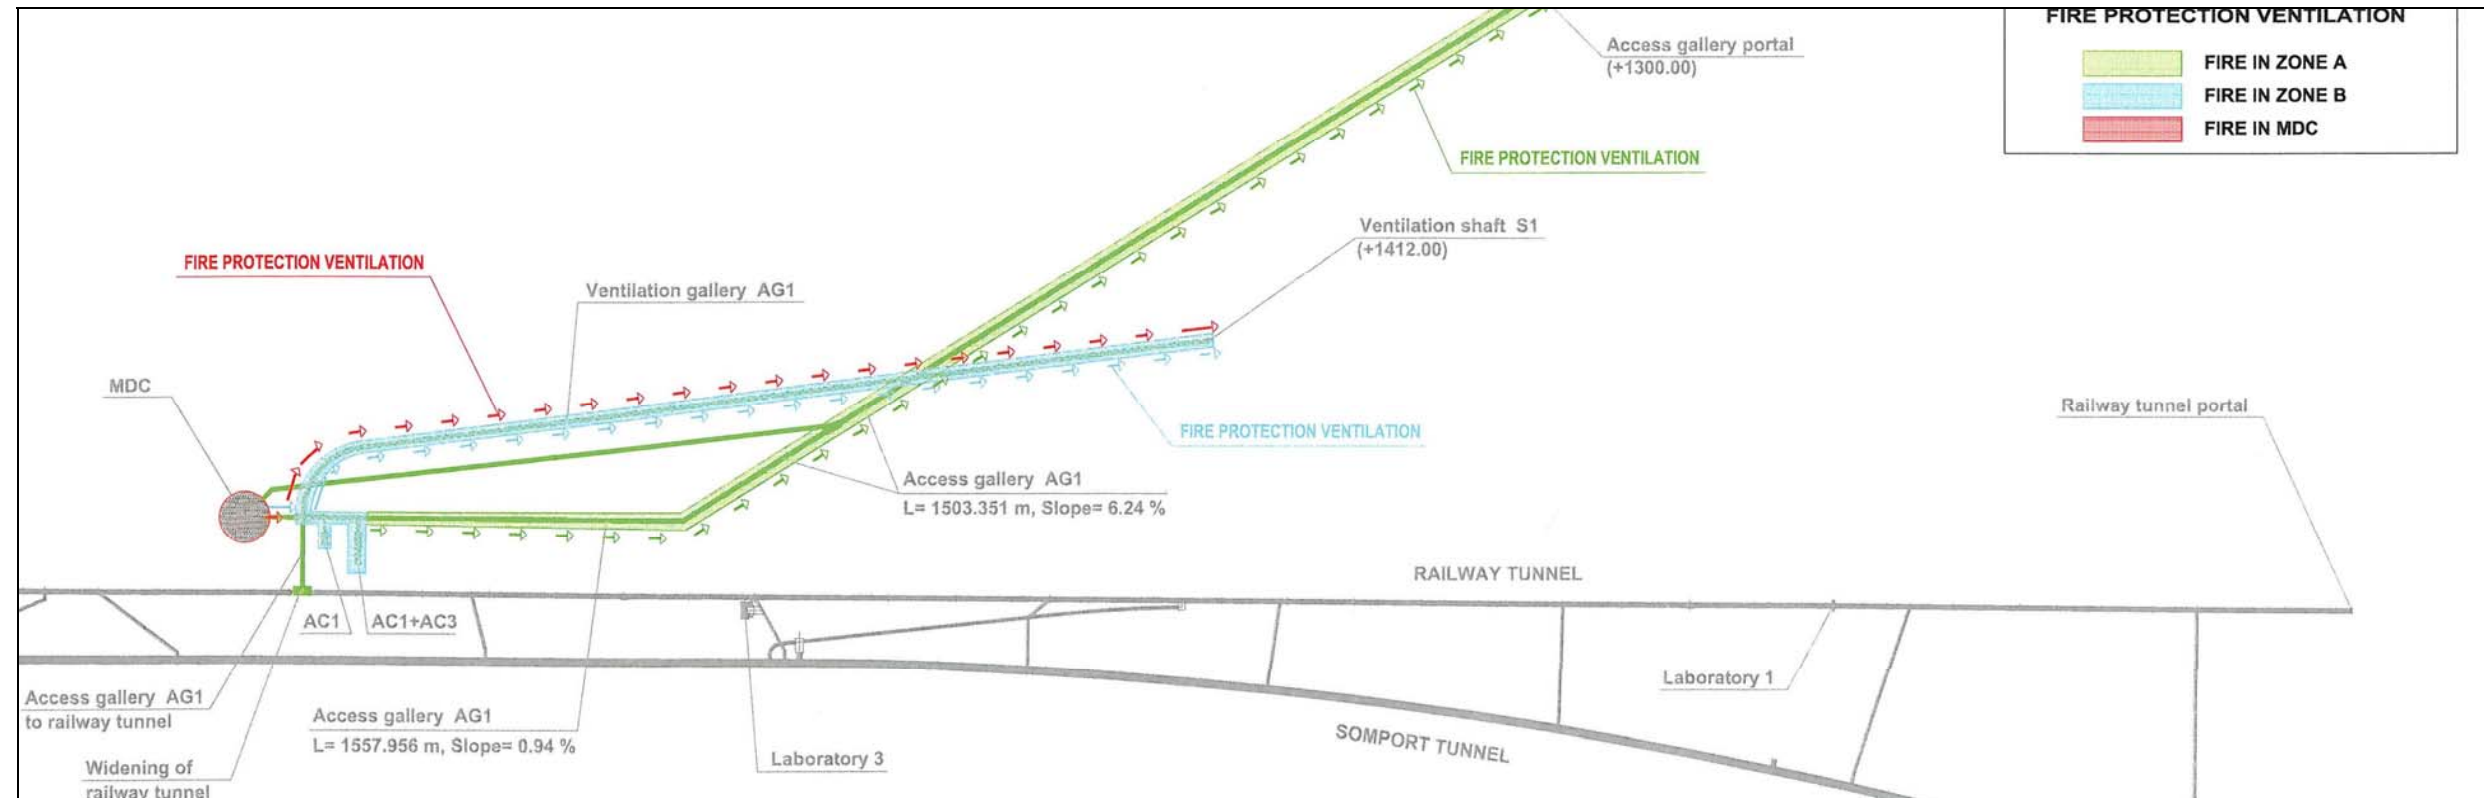 FIRE PROTECTION VENTILATION
FIRE IN ZONE A
FIRE IN ZONE B
FIRE IN MDC
Access gallery portal
(+1300.00)
FIRE PROTECTION VENTILATION
Ventilation shaft S1
(+1412.00)
FIRE PROTECTION VENTILATION
Ventilation gallery AG1
MDC
Railway tunnel portal
FIRE PROTECTION VENTILATION
Access gallery AG1
L= 1503.351 m, Slope= 6.24 %
RAILWAY TUNNEL
AC1
AC1+AC3
Laboratory 1
Access gallery AG1
to railway tunnel
Access gallery AG1
L= 1557.956 m, Slope= 0.94 %
SOMPORT TUNNEL
Laboratory 3
Widening of
railway tunnel